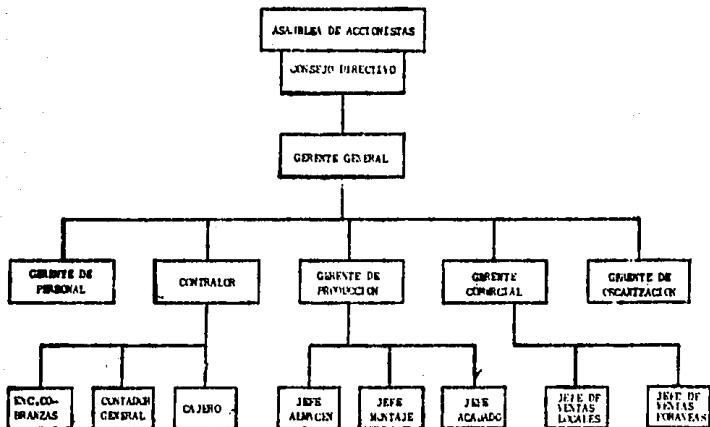 ASAMBLEA DE ACCIONISTAS
CONSEJO DIRECTIVO
GERENTE GENERAL
GERENTE DE
PERSONAL
CONTRALOR
GERENTE DE
PRODUCCION
GERENTE
COMERCIAL
GERENTE DE
ORGANIZACION
ENC.CO-
BRANZAS
CONTADOR
GENERAL
CAJERO
JEFE
ALMACEN
JEFE
MONTAJE
JEFE
ACABADO
JEFE DE
VENTAS
LOCALES
JEFE DE
VENTAS
FORANEAS